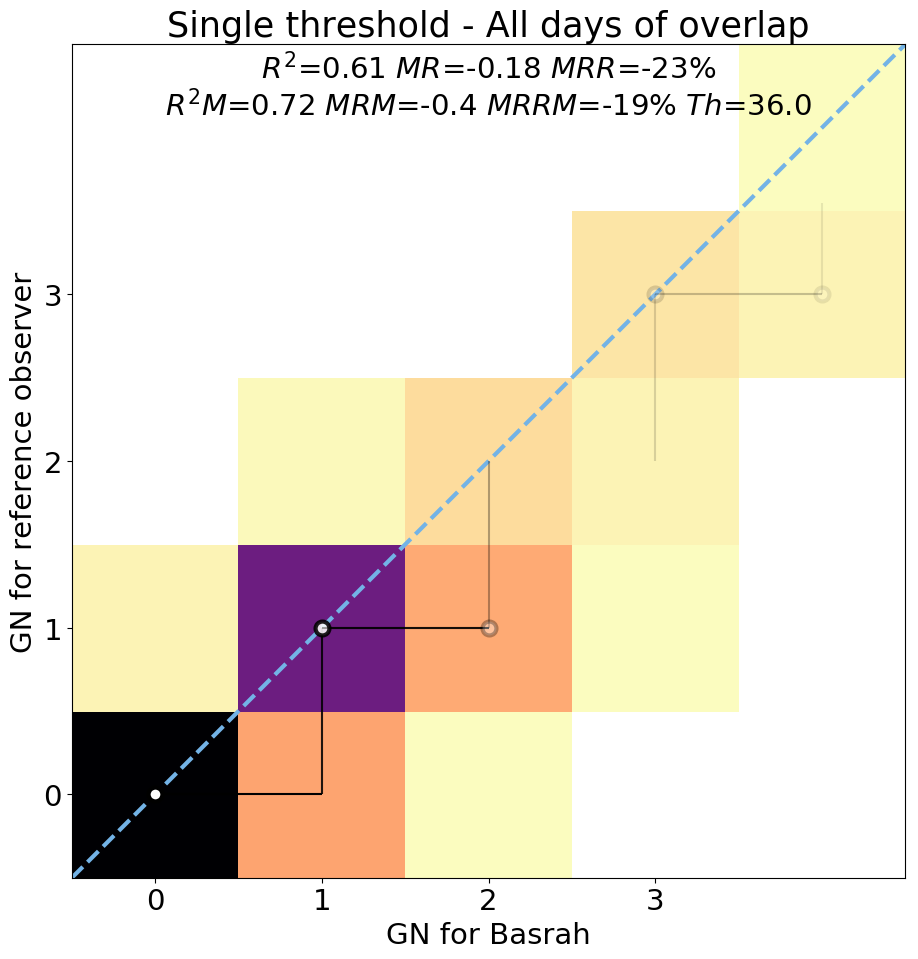 Single threshold - All days of overlap
R²=0.61 MR=-0.18 MRR=-23%
R²M=0.72 MRM=-0.4 MRRM=-19% Th=36.0
GN for reference observer
3
2
1
0
0 1 2 3
GN for Basrah